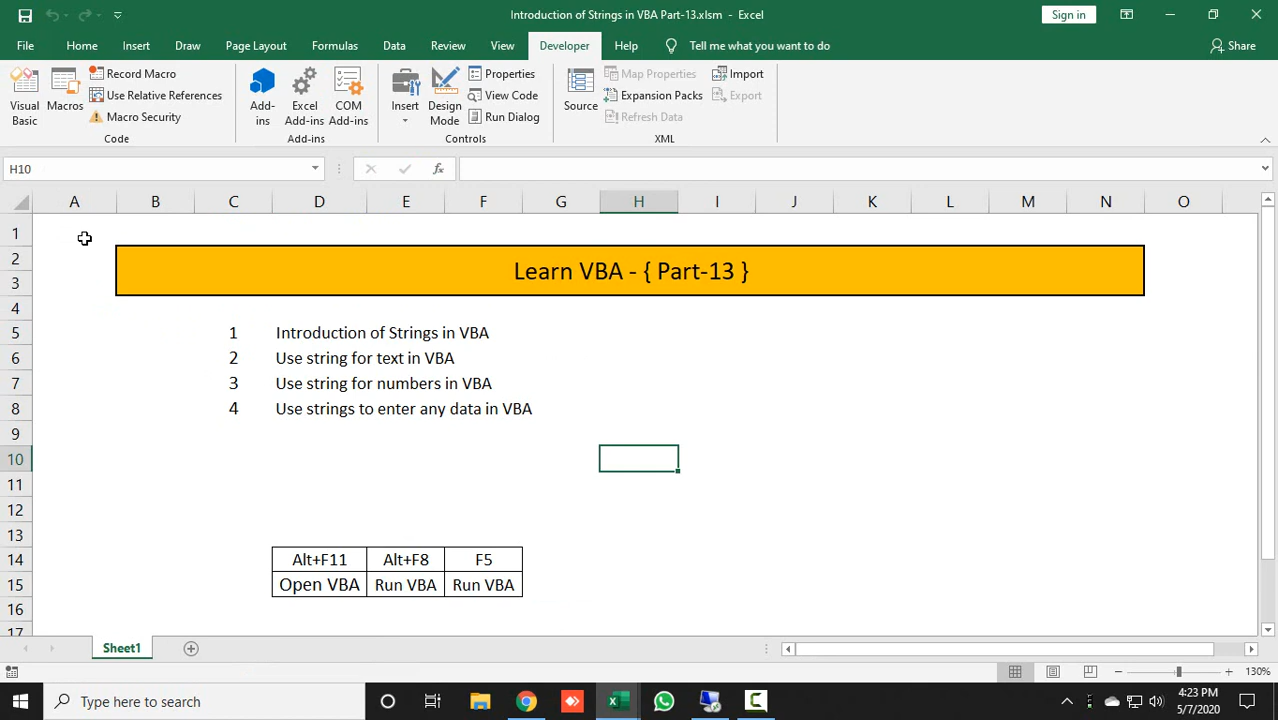 Introduction of Strings in VBA Part-13.xlsm - Excel
Sign in
File Home Insert Draw Page Layout Formulas Data Review View Developer Help Tell me what you want to do Share
Visual Basic
Macros
Record Macro
Use Relative References
Macro Security
Code
Add-ins
Excel Add-ins
COM Add-ins
Add-ins
Insert
Design Mode
Properties
View Code
Run Dialog
Controls
Source
Map Properties
Expansion Packs
Refresh Data
Import
Export
XML
H10 fx
A B C D E F G H I J K L M N O
1
2
Learn VBA - { Part-13 }
3
4
5 1 Introduction of Strings in VBA
6 2 Use string for text in VBA
7 3 Use string for numbers in VBA
8 4 Use strings to enter any data in VBA
9
10
11
12
13
14 Alt+F11 Alt+F8 F5
15 Open VBA Run VBA Run VBA
16
17
Sheet1
130%
Type here to search
4:23 PM
5/7/2020